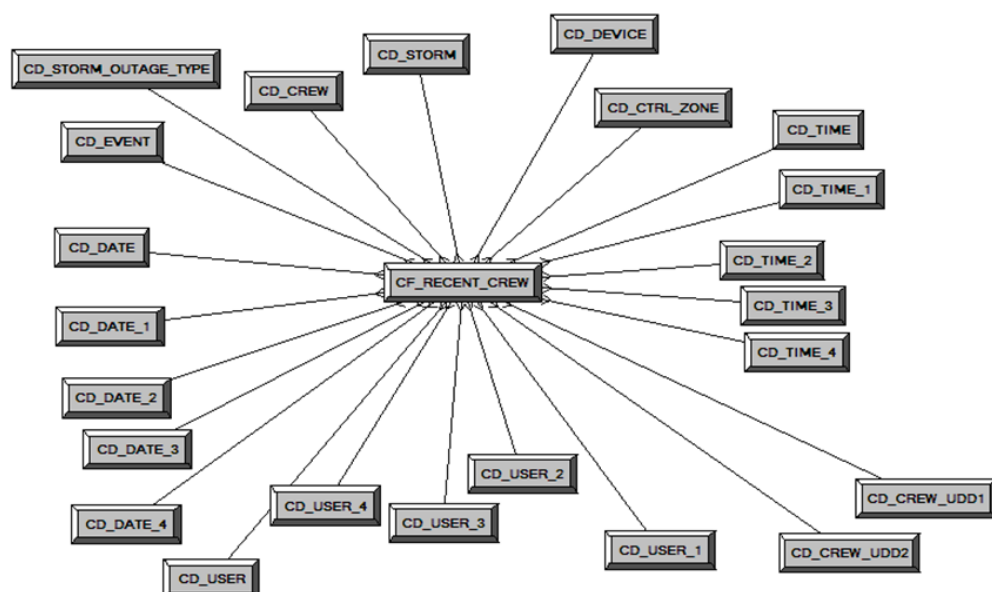 CD_DEVICE
CD_STORM
CD_STORM_OUTAGE_TYPE
CD_CREW
CD_CTRL_ZONE
CD_TIME
CD_EVENT
CD_TIME_1
CD_DATE
CD_TIME_2
CF_RECENT_CREW
CD_TIME_3
CD_DATE_1
CD_TIME_4
CD_DATE_2
CD_DATE_3
CD_USER_2
CD_CREW_UDD1
CD_USER_4
CD_USER_3
CD_DATE_4
CD_USER_1
CD_CREW_UDD2
CD_USER